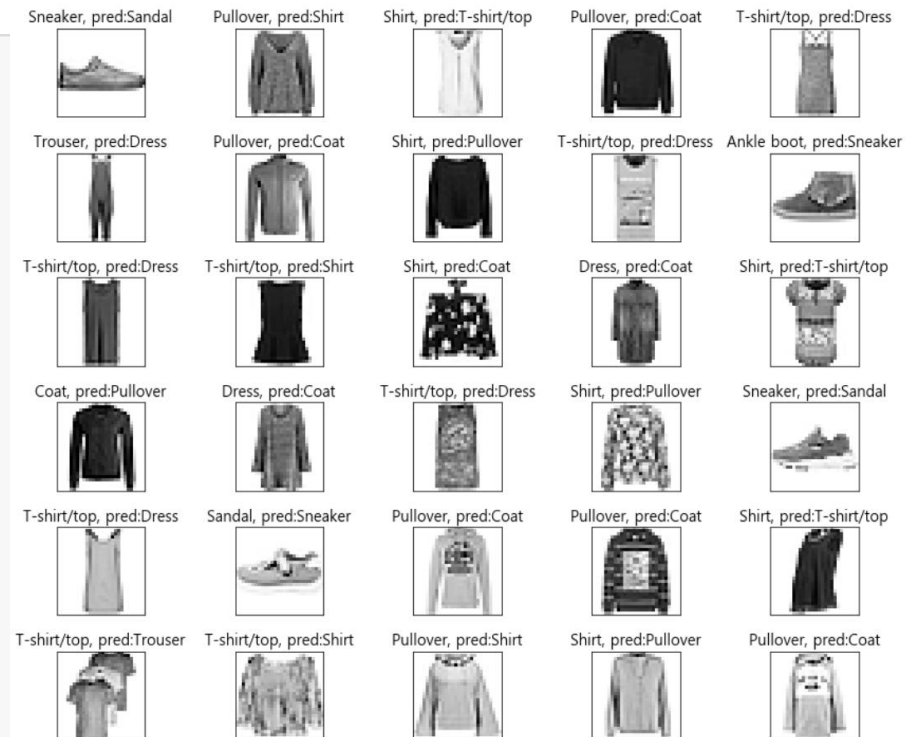 Sneaker, pred:Sandal Pullover, pred:Shirt Shirt, pred:T-shirt/top Pullover, pred:Coat T-shirt/top, pred:Dress
Trouser, pred:Dress Pullover, pred:Coat Shirt, pred:Pullover T-shirt/top, pred:Dress Ankle boot, pred:Sneaker
T-shirt/top, pred:Dress T-shirt/top, pred:Shirt Shirt, pred:Coat Dress, pred:Coat Shirt, pred:T-shirt/top
Coat, pred:Pullover Dress, pred:Coat T-shirt/top, pred:Dress Shirt, pred:Pullover Sneaker, pred:Sandal
T-shirt/top, pred:Dress Sandal, pred:Sneaker Pullover, pred:Coat Pullover, pred:Coat Shirt, pred:T-shirt/top
T-shirt/top, pred:Trouser T-shirt/top, pred:Shirt Pullover, pred:Shirt Shirt, pred:Pullover Pullover, pred:Coat